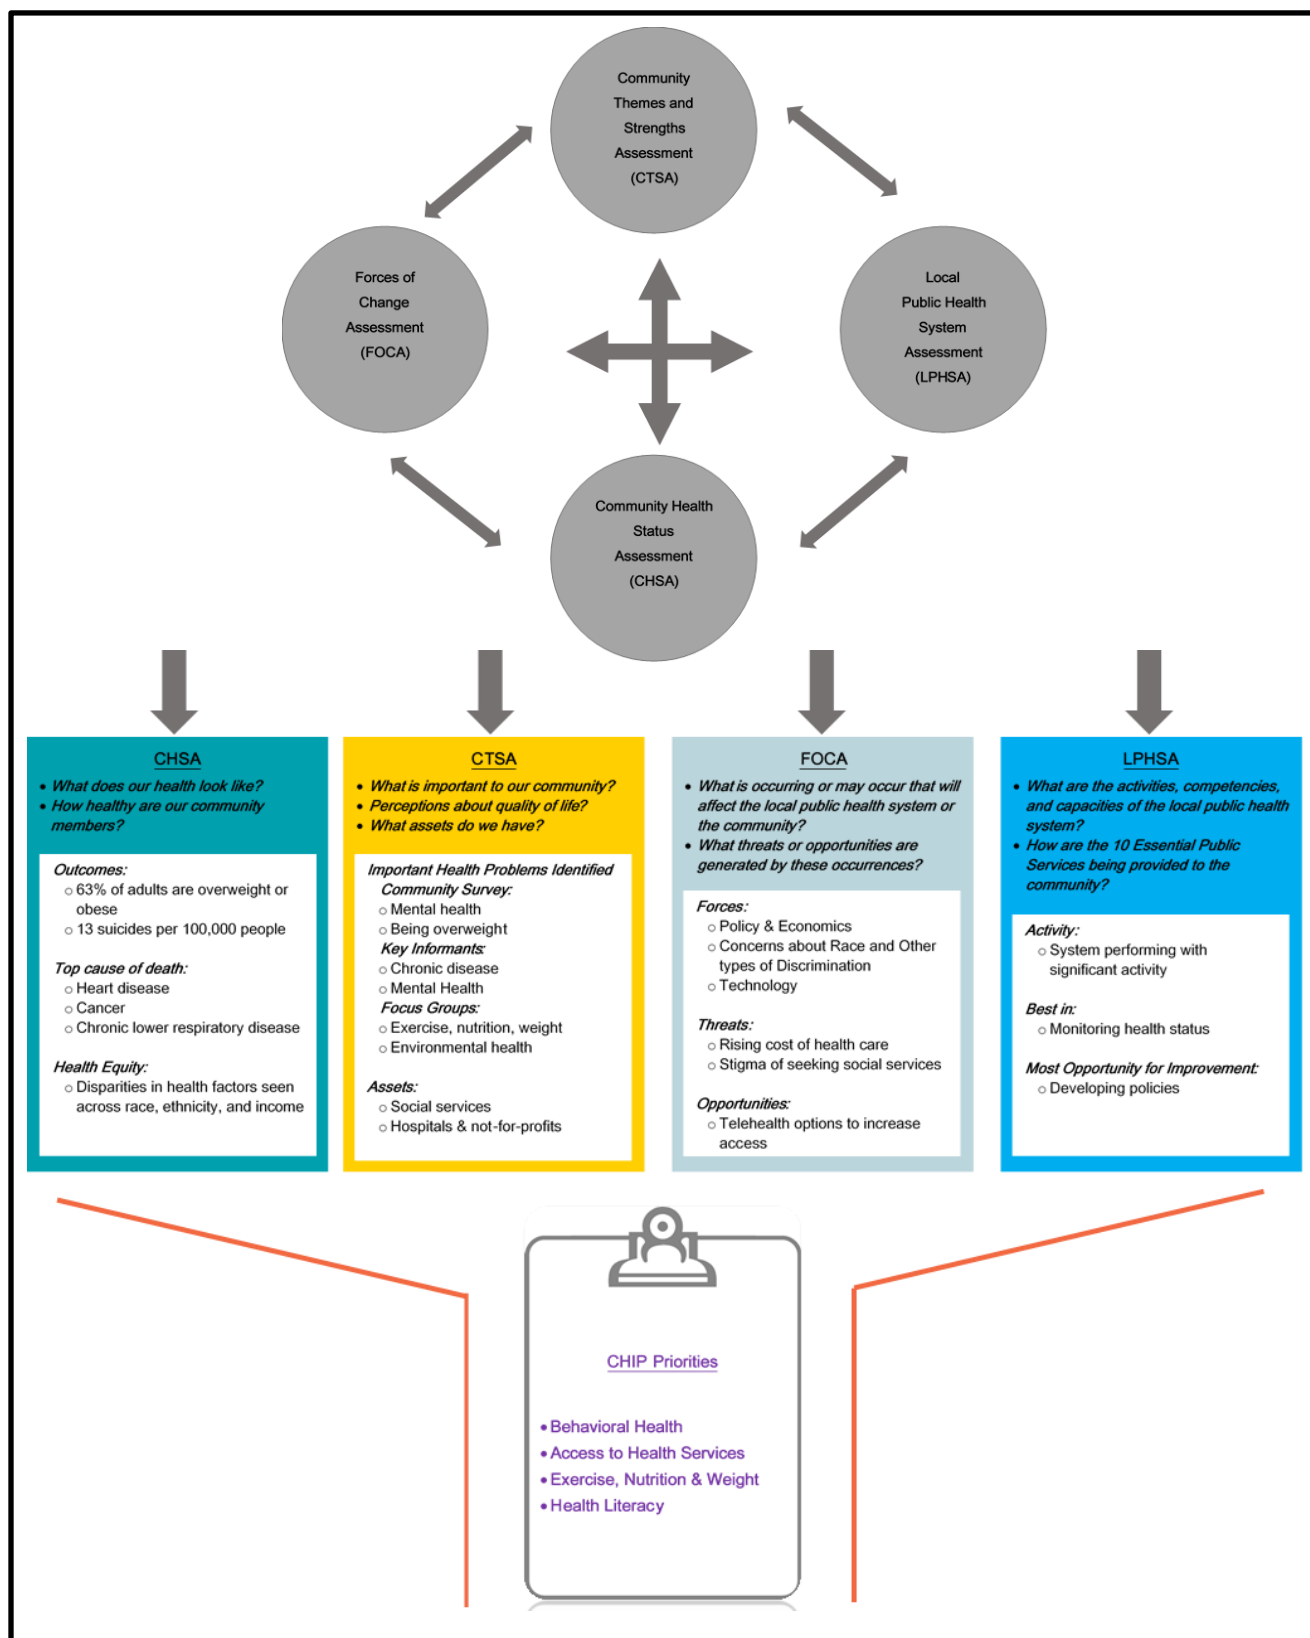 Community
Themes and
Strengths
Assessment
(CTSA)
Forces of
Change
Assessment
(FOCA)
Local
Public Health
System
Assessment
(LPHSA)
Community Health
Status
Assessment
(CHSA)
CHSA
• What does our health look like?
• How healthy are our community
members?
Outcomes:
○ 63% of adults are overweight or
obese
○ 13 suicides per 100,000 people
Top cause of death:
○ Heart disease
○ Cancer
○ Chronic lower respiratory disease
Health Equity:
○ Disparities in health factors seen
across race, ethnicity, and income
CTSA
• What is important to our community?
• Perceptions about quality of life?
• What assets do we have?
Important Health Problems Identified
Community Survey:
○ Mental health
○ Being overweight
Key Informants:
○ Chronic disease
○ Mental Health
Focus Groups:
○ Exercise, nutrition, weight
○ Environmental health
Assets:
○ Social services
○ Hospitals & not-for-profits
FOCA
• What is occurring or may occur that will
affect the local public health system or
the community?
• What threats or opportunities are
generated by these occurrences?
Forces:
○ Policy & Economics
○ Concerns about Race and Other
types of Discrimination
○ Technology
Threats:
○ Rising cost of health care
○ Stigma of seeking social services
Opportunities:
○ Telehealth options to increase
access
LPHSA
• What are the activities, competencies,
and capacities of the local public health
system?
• How are the 10 Essential Public
Services being provided to the
community?
Activity:
○ System performing with
significant activity
Best in:
○ Monitoring health status
Most Opportunity for Improvement:
○ Developing policies
CHIP Priorities
• Behavioral Health
• Access to Health Services
• Exercise, Nutrition & Weight
• Health Literacy